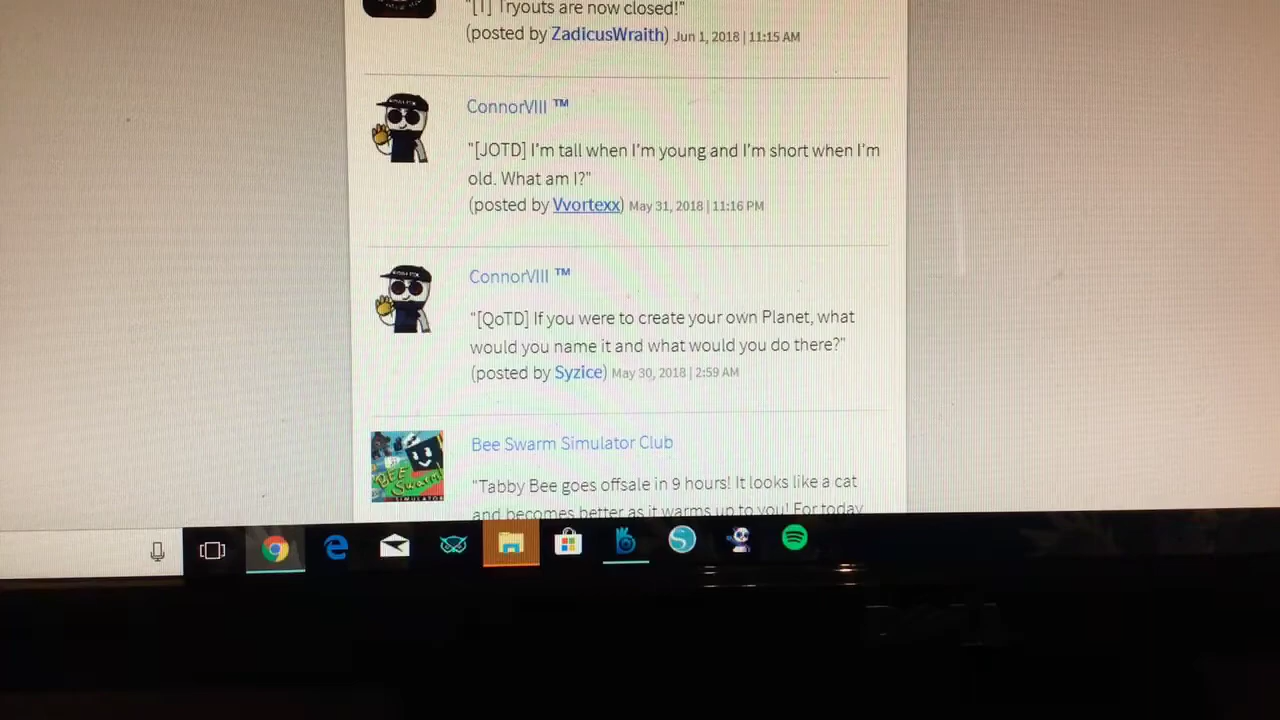 "[T] Tryouts are now closed!"
(posted by ZadicusWraith) Jun 1, 2018 | 11:15 AM
ConnorVIII ™
"[JOTD] I'm tall when I'm young and I'm short when I'm
old. What am I?"
(posted by Vvortexx) May 31, 2018 | 11:16 PM
ConnorVIII ™
"[QoTD] If you were to create your own Planet, what
would you name it and what would you do there?"
(posted by Syzice) May 30, 2018 | 2:59 AM
Bee Swarm Simulator Club
BEE
Swarm!
SIMULATOR
"Tabby Bee goes offsale in 9 hours! It looks like a cat
and becomes better as it warms up to you! For today